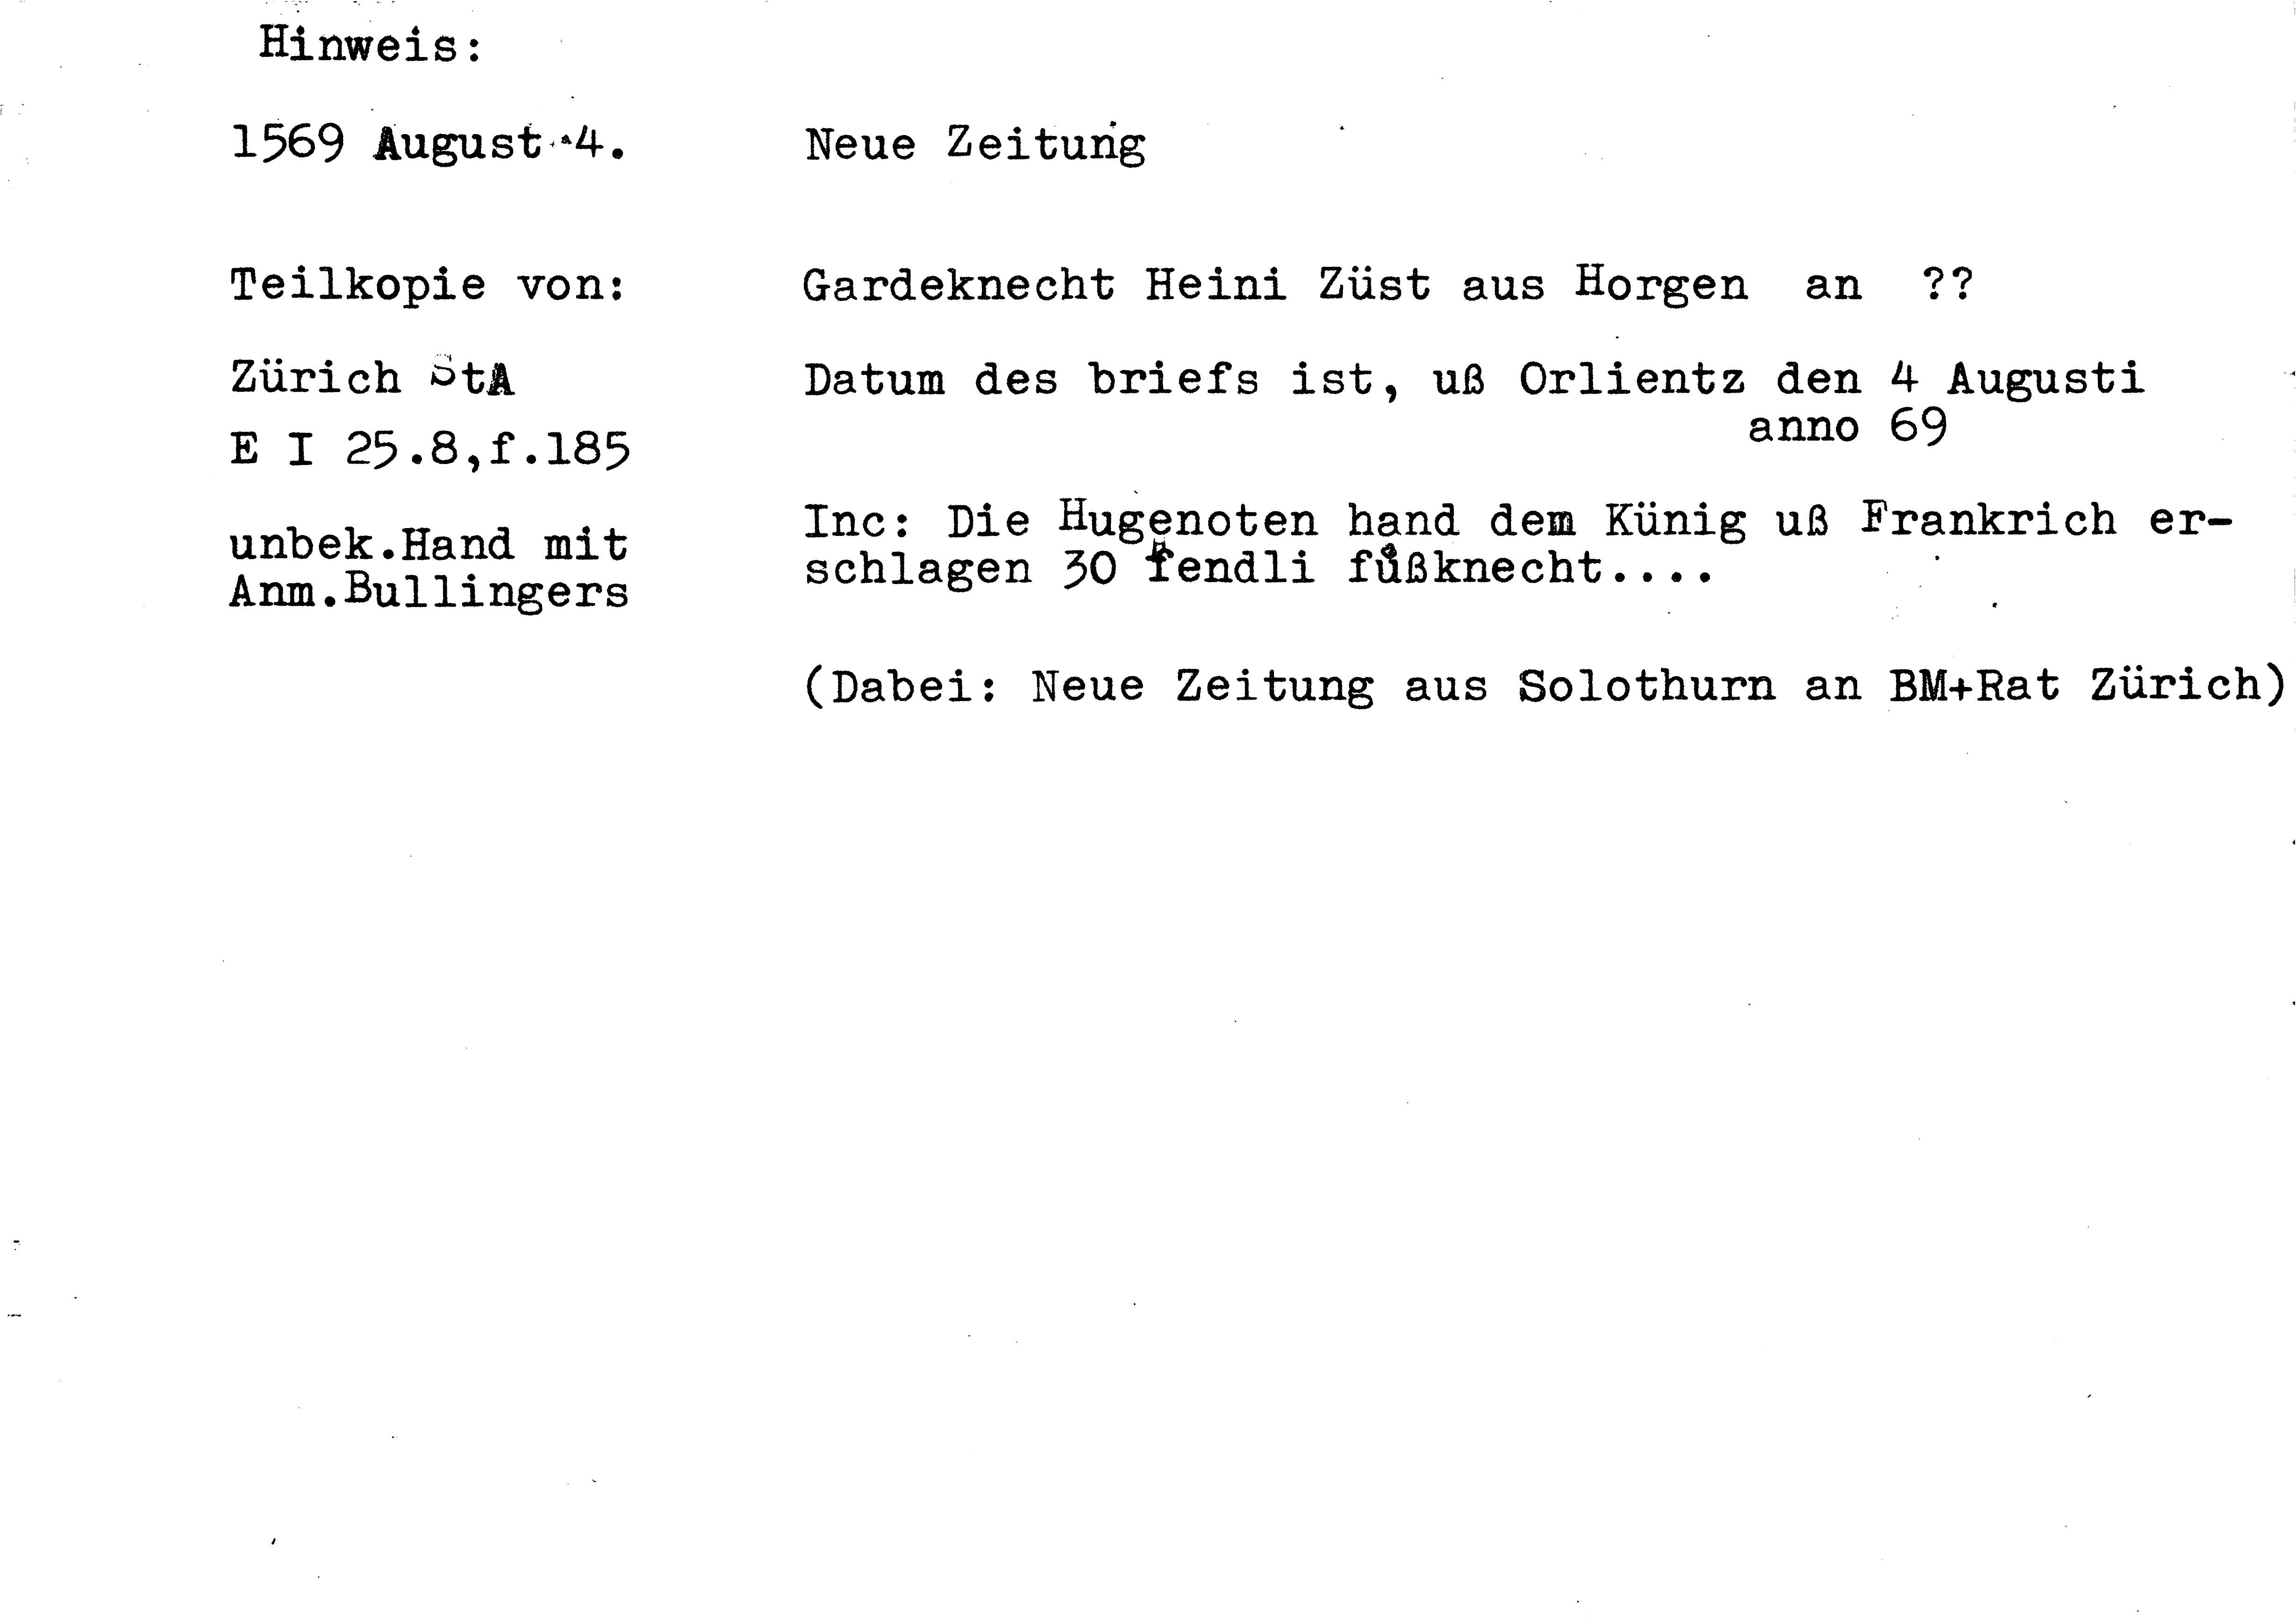 Hinweis:
1569 August 4.
Neue Zeitung
Teilkopie von:
Gardeknecht Heini Züst aus Horgen an ??
Zürich StA
E I 25.8,f.185
unbek.Hand mit
Anm.Bullingers
Datum des briefs ist, uß Orlientz den 4 Augusti
anno 69
Inc: Die Hugenoten hand dem Künig uß Frankrich er-
schlagen 30 fendli fůßknecht....
(Dabei: Neue Zeitung aus Solothurn an BM+Rat Zürich)